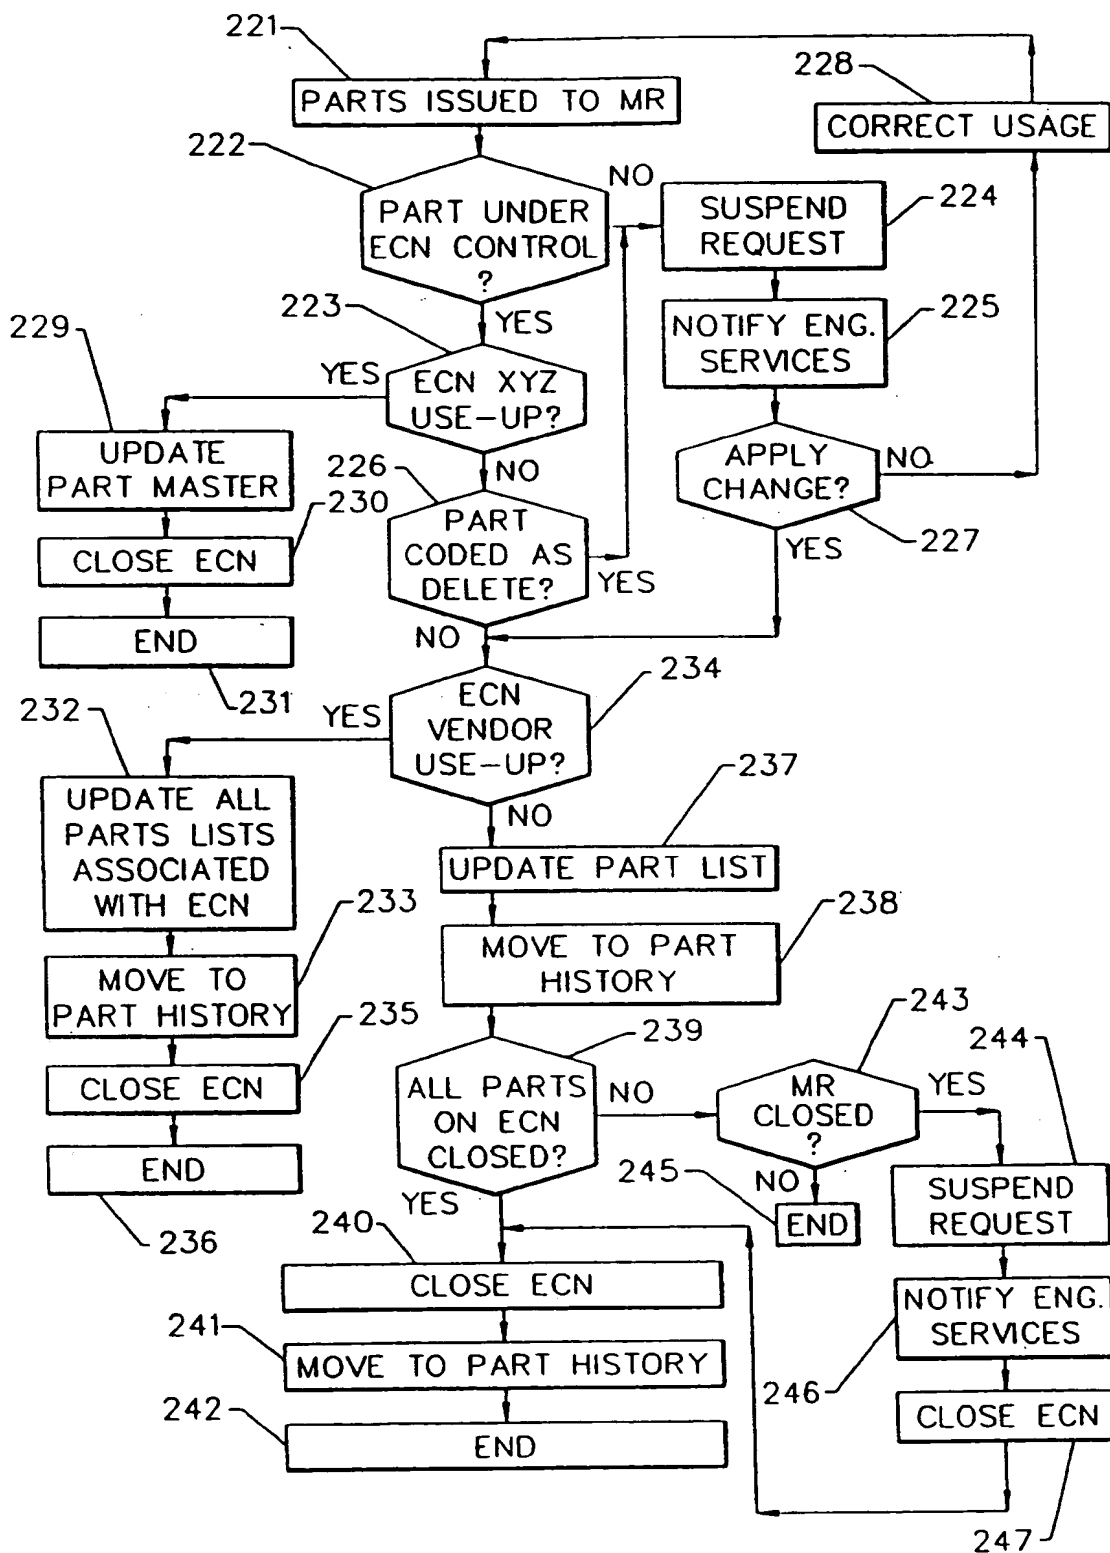 221
PARTS ISSUED TO MR
228
CORRECT USAGE
222
PART UNDER
ECN CONTROL
?
NO
SUSPEND
REQUEST
224
YES
223
NOTIFY ENG.
SERVICES
225
229
YES
ECN XYZ
USE-UP?
UPDATE
PART MASTER
NO
226
APPLY
CHANGE?
NO
227
YES
230
CLOSE ECN
PART
CODED AS
DELETE?
YES
END
231
NO
234
232
YES
ECN
VENDOR
USE-UP?
NO
237
UPDATE ALL
PARTS LISTS
ASSOCIATED
WITH ECN
UPDATE PART LIST
233
238
MOVE TO
PART HISTORY
MOVE TO PART
HISTORY
235
239
243
244
CLOSE ECN
ALL PARTS
ON ECN
CLOSED?
NO
MR
CLOSED
?
YES
END
236
YES
245
NO
END
SUSPEND
REQUEST
240
CLOSE ECN
NOTIFY ENG.
SERVICES
241
MOVE TO PART HISTORY
246
242
END
CLOSE ECN
247